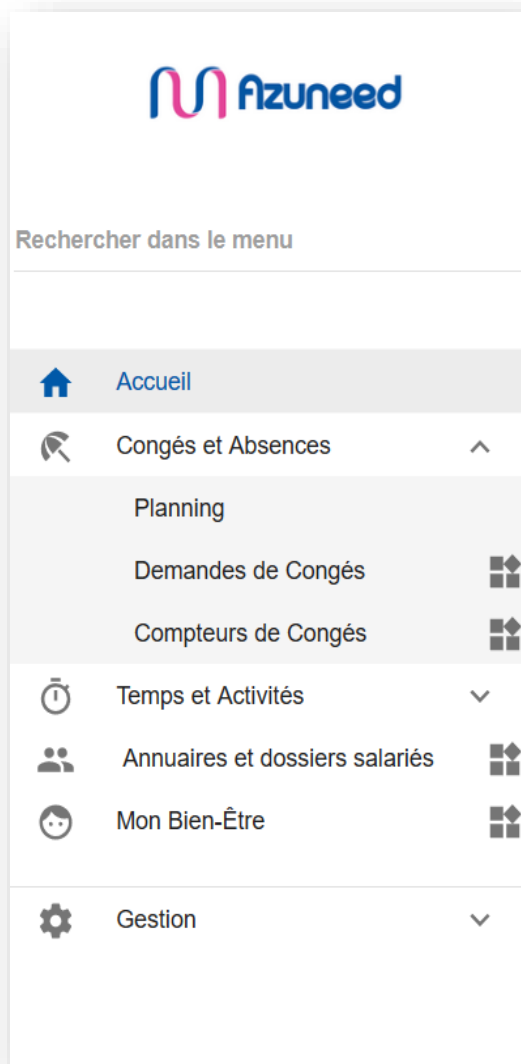 Azuneed
Rechercher dans le menu
Accueil
Congés et Absences
Planning
Demandes de Congés
Compteurs de Congés
Temps et Activités
Annuaires et dossiers salariés
Mon Bien-Être
Gestion